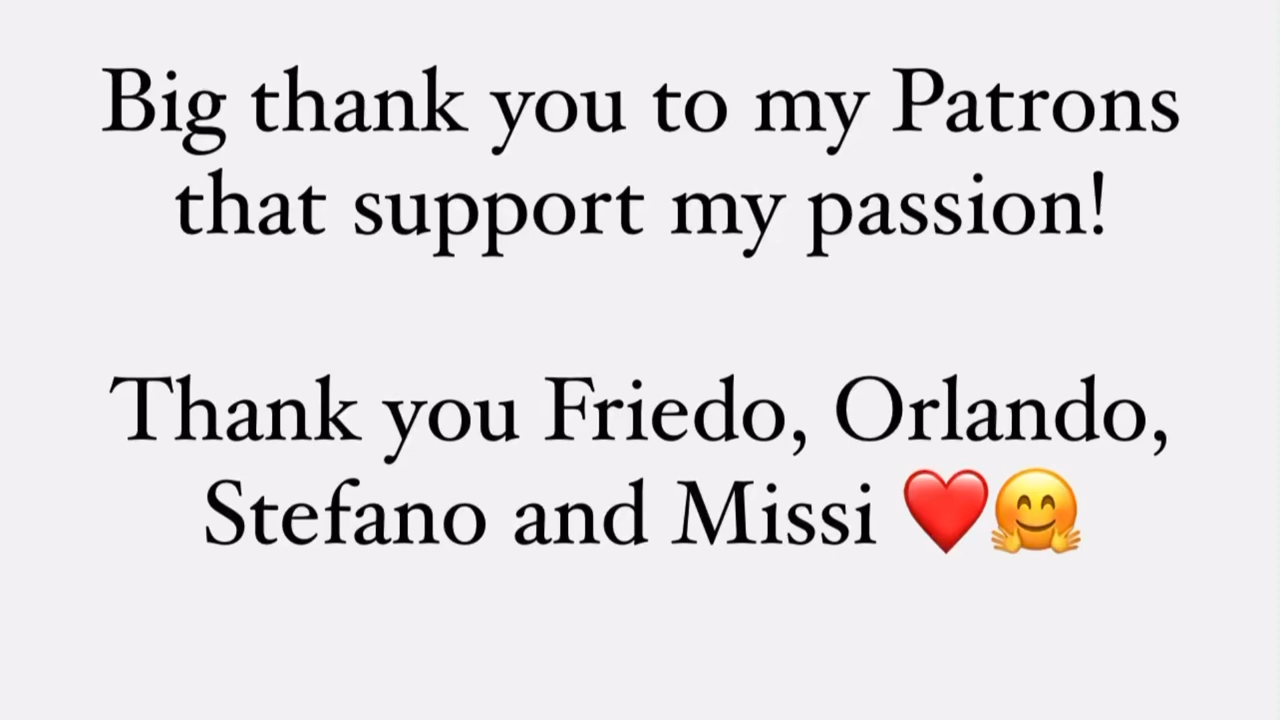 Big thank you to my Patrons
that support my passion!
Thank you Friedo, Orlando,
Stefano and Missi ❤️🤗